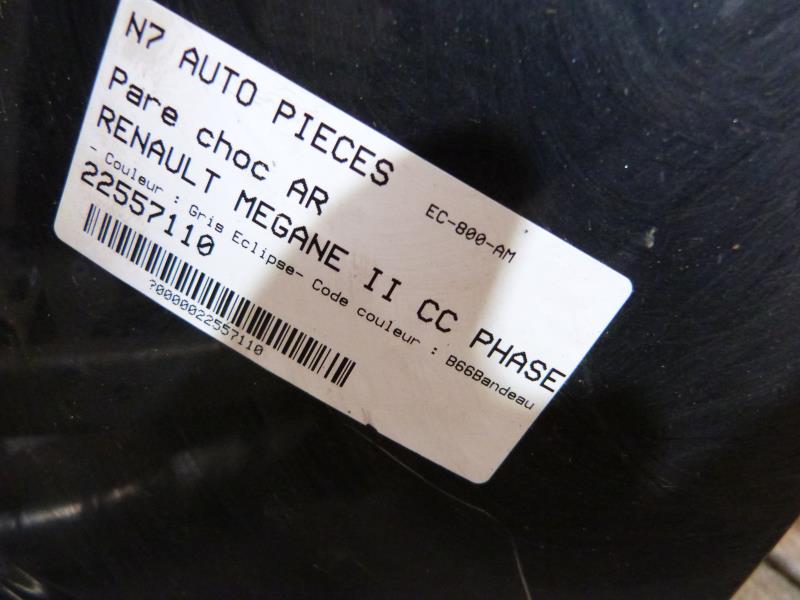 N7 AUTO PIECES
EC-800-AM
Pare choc AR
RENAULT MEGANE II CC PHASE
- Couleur : Gris Eclipse- Code couleur : B66Bandeau
22557110
?0000022557110